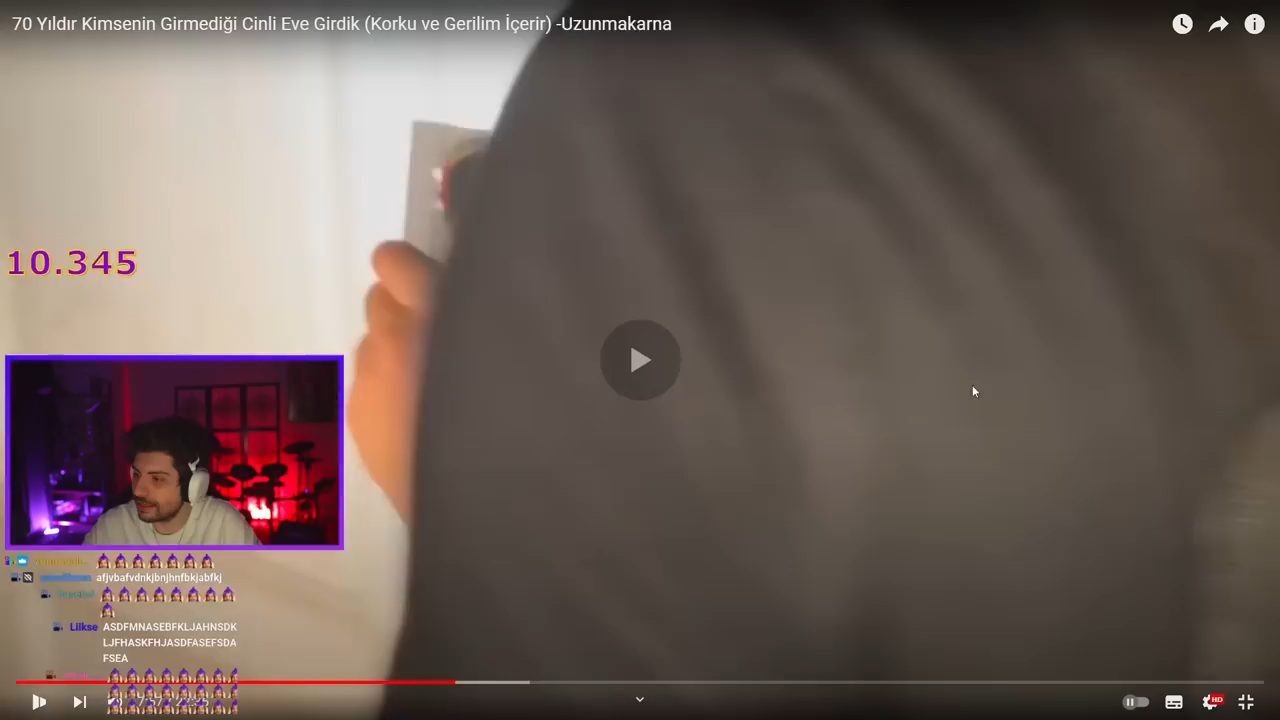 70 Yıldır Kimsenin Girmediği Cinli Eve Girdik (Korku ve Gerilim İçerir) -Uzunmakarna
10.345
afjvbafvdnkjbnjhnfbkjabfkj
Liikse ASDFMNASEBFKLJAHNSDK
LJFHASKFHJASDFASEFSDA
FSEA
HD